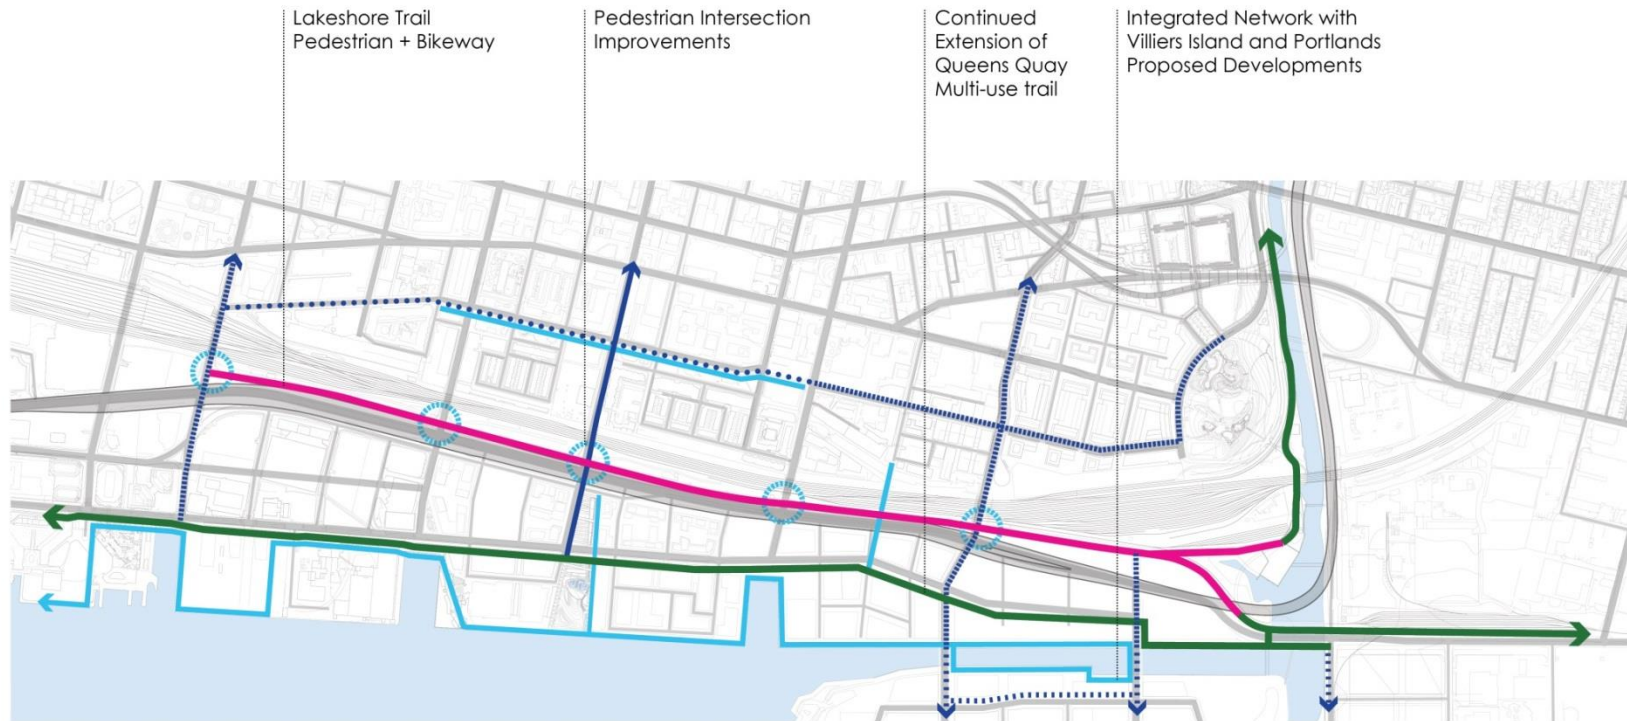 Lakeshore Trail
Pedestrian + Bikeway
Pedestrian Intersection
Improvements
Continued
Extension of
Queens Quay
Multi-use trail
Integrated Network with
Villiers Island and Portlands
Proposed Developments